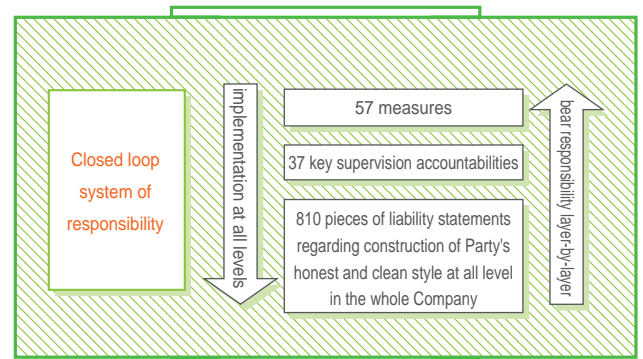 Closed loop
system of
responsibility
implementation at all levels
57 measures
37 key supervision accountabilities
810 pieces of liability statements
regarding construction of Party's
honest and clean style at all level
in the whole Company
bear responsibility layer-by-layer